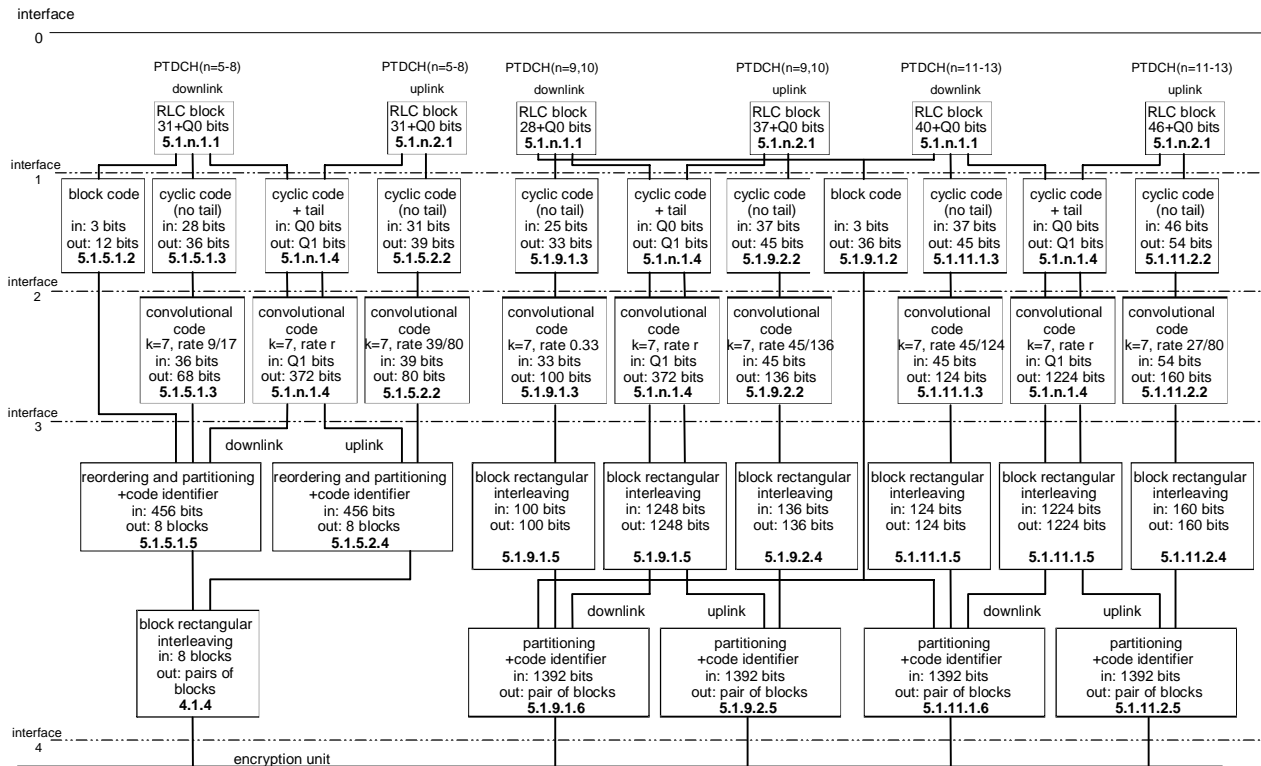 interface
0
PTDCH(n=5-8)
downlink
PTDCH(n=5-8)
uplink
PTDCH(n=9,10)
downlink
PTDCH(n=9,10)
uplink
PTDCH(n=11-13)
downlink
PTDCH(n=11-13)
uplink
RLC block
31+Q0 bits
5.1.n.1.1
RLC block
31+Q0 bits
5.1.n.2.1
RLC block
28+Q0 bits
5.1.n.1.1
RLC block
37+Q0 bits
5.1.n.2.1
RLC block
40+Q0 bits
5.1.n.1.1
RLC block
46+Q0 bits
5.1.n.2.1
interface
1
block code
in: 3 bits
out: 12 bits
5.1.5.1.2
cyclic code
(no tail)
in: 28 bits
out: 36 bits
5.1.5.1.3
cyclic code
+ tail
in: Q0 bits
out: Q1 bits
5.1.n.1.4
cyclic code
(no tail)
in: 31 bits
out: 39 bits
5.1.5.2.2
cyclic code
(no tail)
in: 25 bits
out: 33 bits
5.1.9.1.3
cyclic code
+ tail
in: Q0 bits
out: Q1 bits
5.1.n.1.4
cyclic code
(no tail)
in: 37 bits
out: 45 bits
5.1.9.2.2
block code
in: 3 bits
out: 36 bits
5.1.9.1.2
cyclic code
(no tail)
in: 37 bits
out: 45 bits
5.1.11.1.3
cyclic code
+ tail
in: Q0 bits
out: Q1 bits
5.1.n.1.4
cyclic code
(no tail)
in: 46 bits
out: 54 bits
5.1.11.2.2
interface
2
convolutional
code
k=7, rate 9/17
in: 36 bits
out: 68 bits
5.1.5.1.3
convolutional
code
k=7, rate r
in: Q1 bits
out: 372 bits
5.1.n.1.4
convolutional
code
k=7, rate 39/80
in: 39 bits
out: 80 bits
5.1.5.2.2
convolutional
code
k=7, rate 0.33
in: 33 bits
out: 100 bits
5.1.9.1.3
convolutional
code
k=7, rate r
in: Q1 bits
out: 372 bits
5.1.n.1.4
convolutional
code
k=7, rate 45/136
in: 45 bits
out: 136 bits
5.1.9.2.2
convolutional
code
k=7, rate 45/124
in: 45 bits
out: 124 bits
5.1.11.1.3
convolutional
code
k=7, rate r
in: Q1 bits
out: 1224 bits
5.1.n.1.4
convolutional
code
k=7, rate 27/80
in: 54 bits
out: 160 bits
5.1.11.2.2
interface
3
downlink
uplink
reordering and partitioning
+code identifier
in: 456 bits
out: 8 blocks
5.1.5.1.5
reordering and partitioning
+code identifier
in: 456 bits
out: 8 blocks
5.1.5.2.4
block rectangular
interleaving
in: 100 bits
out: 100 bits
5.1.9.1.5
block rectangular
interleaving
in: 1248 bits
out: 1248 bits
5.1.9.1.5
block rectangular
interleaving
in: 136 bits
out: 136 bits
5.1.9.2.4
block rectangular
interleaving
in: 124 bits
out: 124 bits
5.1.11.1.5
block rectangular
interleaving
in: 1224 bits
out: 1224 bits
5.1.11.1.5
block rectangular
interleaving
in: 160 bits
out: 160 bits
5.1.11.2.4
downlink
uplink
downlink
uplink
block rectangular
interleaving
in: 8 blocks
out: pairs of
blocks
4.1.4
partitioning
+code identifier
in: 1392 bits
out: pair of blocks
5.1.9.1.6
partitioning
+code identifier
in: 1392 bits
out: pair of blocks
5.1.9.2.5
partitioning
+code identifier
in: 1392 bits
out: pair of blocks
5.1.11.1.6
partitioning
+code identifier
in: 1392 bits
out: pair of blocks
5.1.11.2.5
interface
4
encryption unit